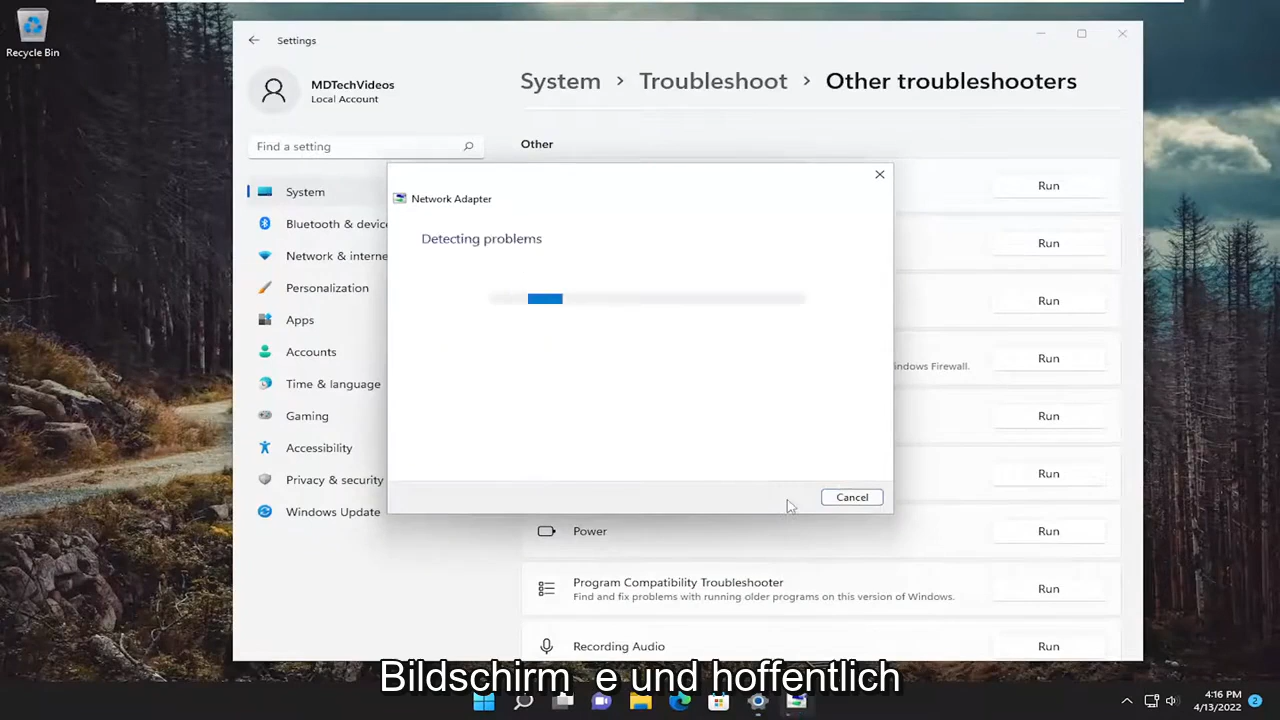 Recycle Bin
Settings
MDTechVideos
Local Account
Find a setting
System
Bluetooth & device
Network & interne
Personalization
Apps
Accounts
Time & language
Gaming
Accessibility
Privacy & security
Windows Update
System > Troubleshoot > Other troubleshooters
Other
Run
Run
Run
indows Firewall.
Run
Run
Run
Network Adapter
Detecting problems
Cancel
Power
Run
Program Compatibility Troubleshooter
Find and fix problems with running older programs on this version of Windows.
Run
Recording Audio
Run
Bildschirm e und hoffentlich
4:16 PM
4/13/2022
2